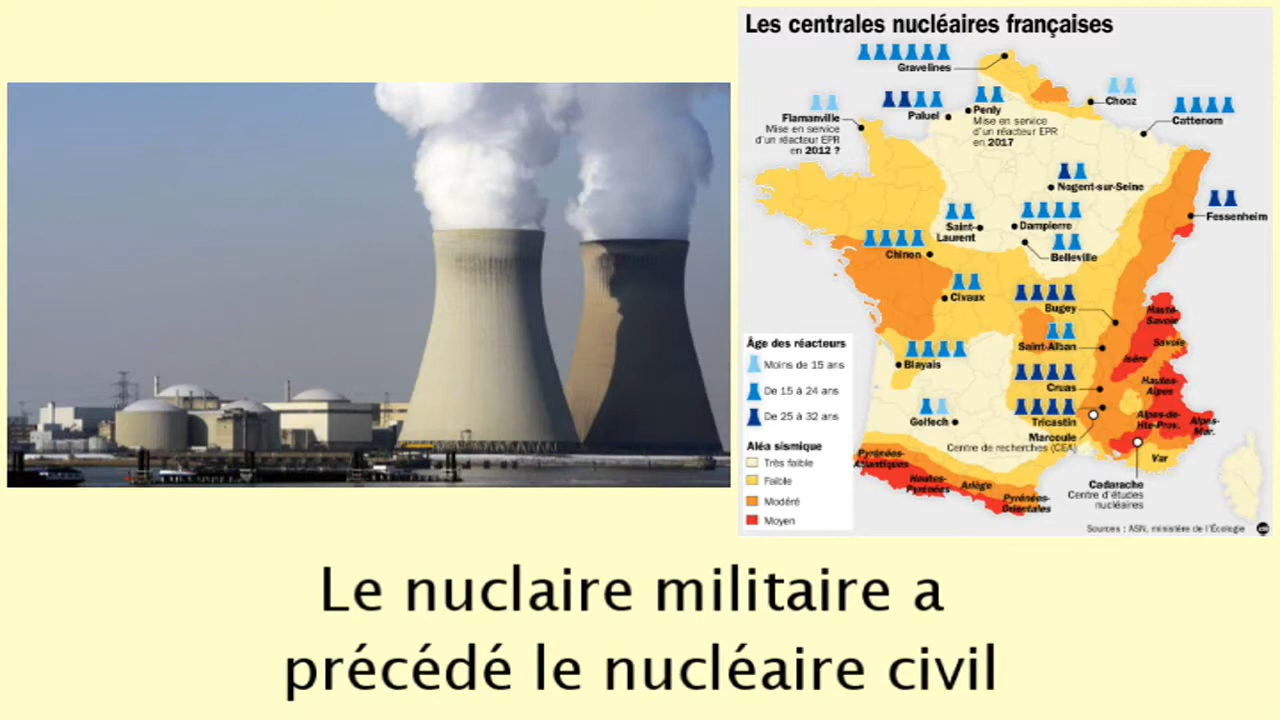 Les centrales nucléaires françaises
Gravelines
Chooz
Flamanville
Mise en service
d'un réacteur EPR
en 2012 ?
Paluel
Penly
Mise en service
d'un réacteur EPR
en 2017
Cattenom
Nogent-sur-Seine
Fessenheim
Saint-
Laurent
Dampierre
Belleville
Chinon
Civaux
Bugey
Haute-
Savoie
Savoie
Isère
Saint-Alban
Âge des réacteurs
Moins de 15 ans
De 15 à 24 ans
De 25 à 32 ans
Blayais
Cruas
Hautes-
Alpes
Golfech
Tricastin
Alpes-de-
Hte-Prov.
Alpes-
Mar.
Marcoule
Centre de recherches (CEA)
Var
Aléa sismique
Très faible
Faible
Modéré
Moyen
Pyrénées-
Atlantiques
Hautes-
Pyrénées
Ariège
Pyrénées-
Orientales
Cadarache
Centre d'études
nucléaires
Sources : ASN, ministère de l'Écologie
Le nuclaire militaire a
précédé le nucléaire civil